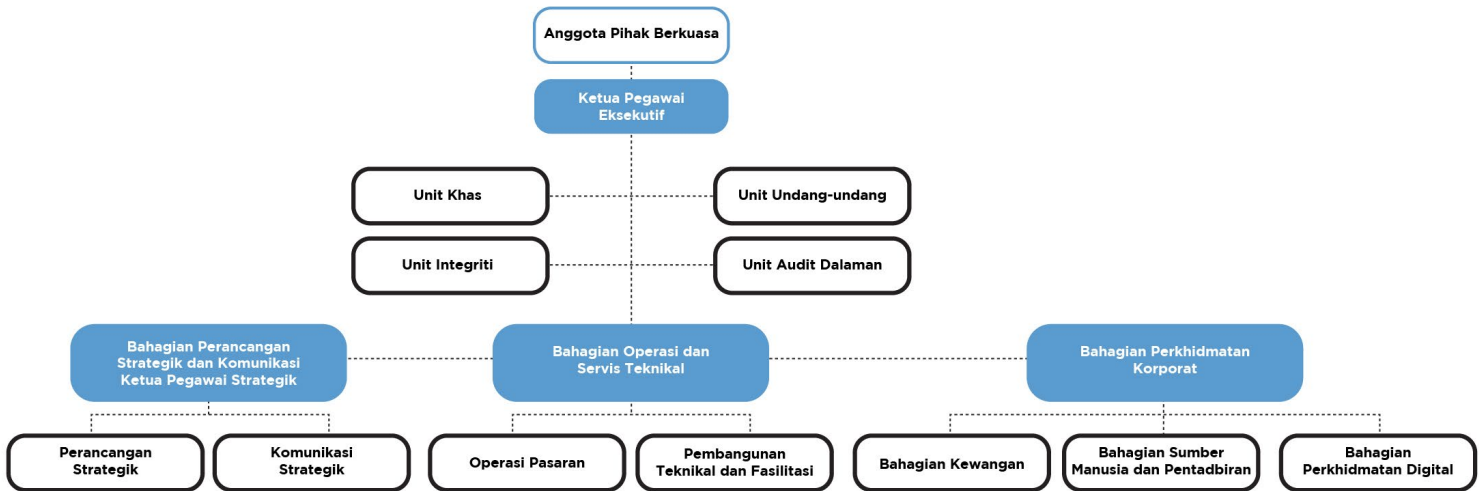 Anggota Pihak Berkuasa
Ketua Pegawai
Eksekutif
Unit Khas
Unit Undang-undang
Unit Integriti
Unit Audit Dalaman
Bahagian Perancangan
Strategik dan Komunikasi
Ketua Pegawai Strategik
Bahagian Operasi dan
Servis Teknikal
Bahagian Perkhidmatan
Korporat
Perancangan
Strategik
Komunikasi
Strategik
Operasi Pasaran
Pembangunan
Teknikal dan Fasilitasi
Bahagian Kewangan
Bahagian Sumber
Manusia dan Pentadbiran
Bahagian
Perkhidmatan Digital